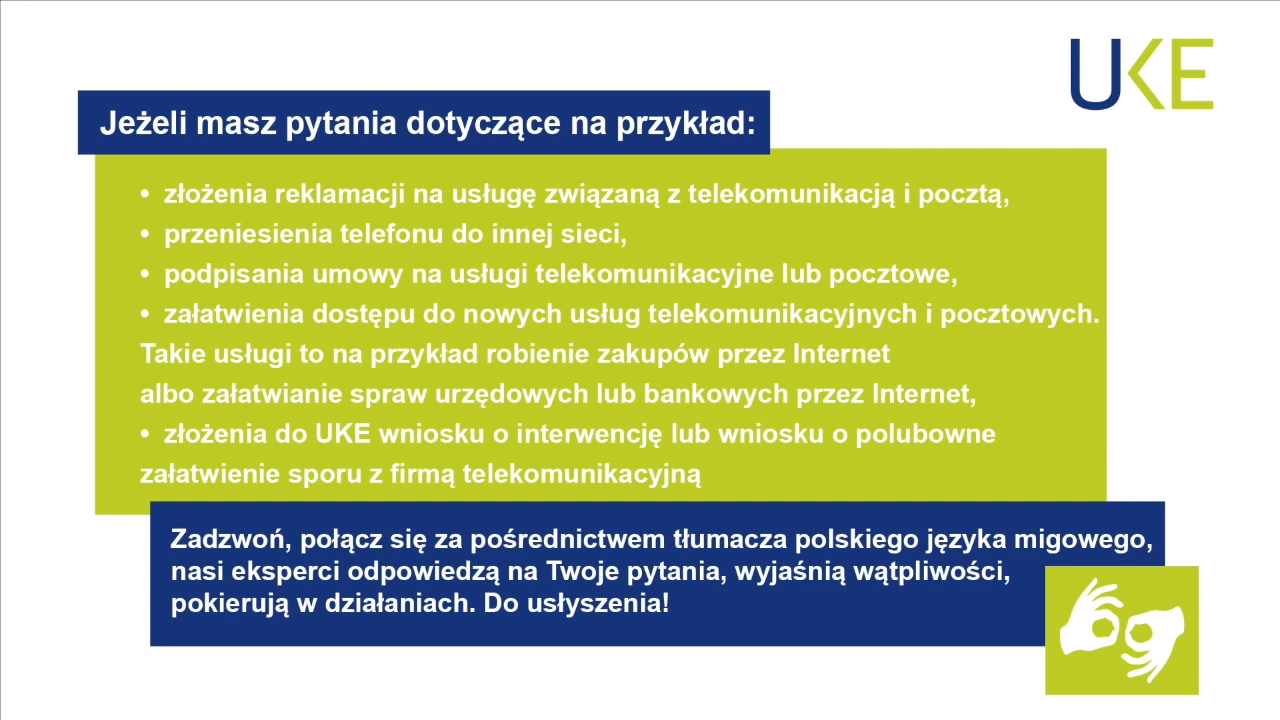 UKE
Jeżeli masz pytania dotyczące na przykład:
• złożenia reklamacji na usługę związaną z telekomunikacją i pocztą,
• przeniesienia telefonu do innej sieci,
• podpisania umowy na usługi telekomunikacyjne lub pocztowe,
• załatwienia dostępu do nowych usług telekomunikacyjnych i pocztowych.
Takie usługi to na przykład robienie zakupów przez Internet
albo załatwianie spraw urzędowych lub bankowych przez Internet,
• złożenia do UKE wniosku o interwencję lub wniosku o polubowne
załatwienie sporu z firmą telekomunikacyjną
Zadzwoń, połącz się za pośrednictwem tłumacza polskiego języka migowego,
nasi eksperci odpowiedzą na Twoje pytania, wyjaśnią wątpliwości,
pokierują w działaniach. Do usłyszenia!